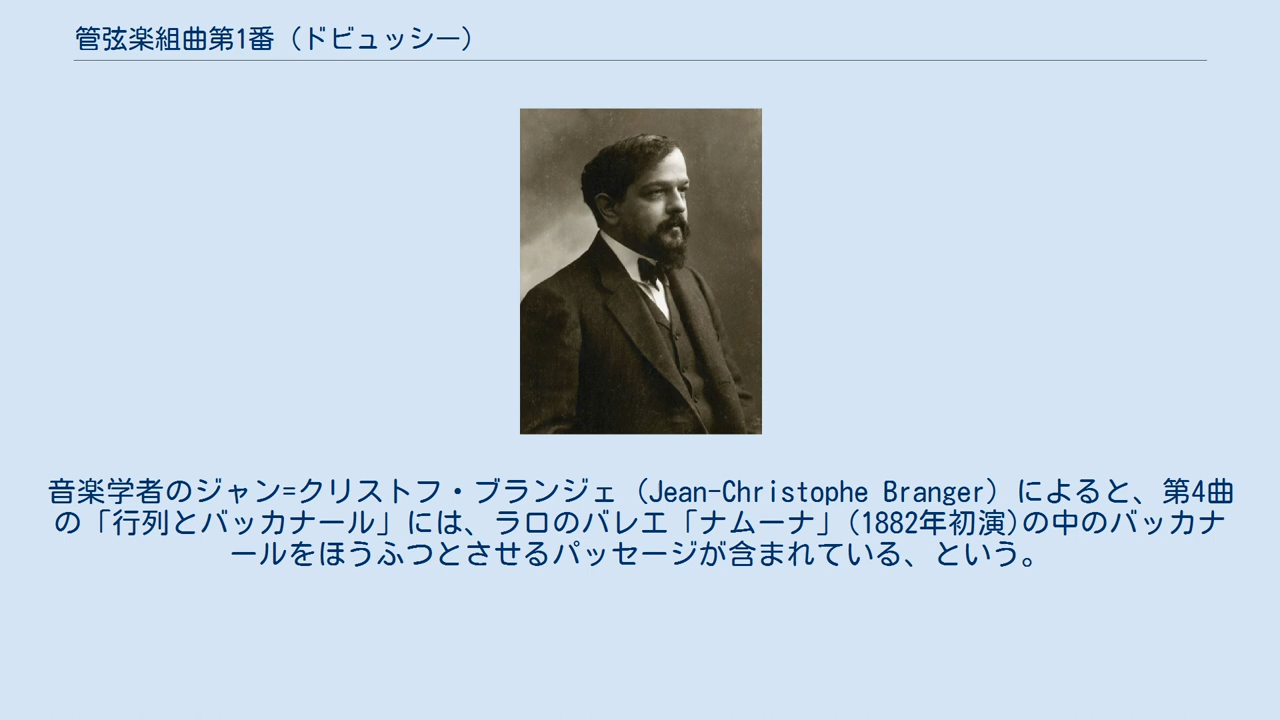 管弦楽組曲第1番（ドビュッシー）
音楽学者のジャン=クリストフ・ブランジェ（Jean-Christophe Branger）によると、第4曲
の「行列とバッカナール」には、ラロのバレエ「ナムーナ」(1882年初演)の中のバッカナ
ールをほうふつとさせるパッセージが含まれている、という。